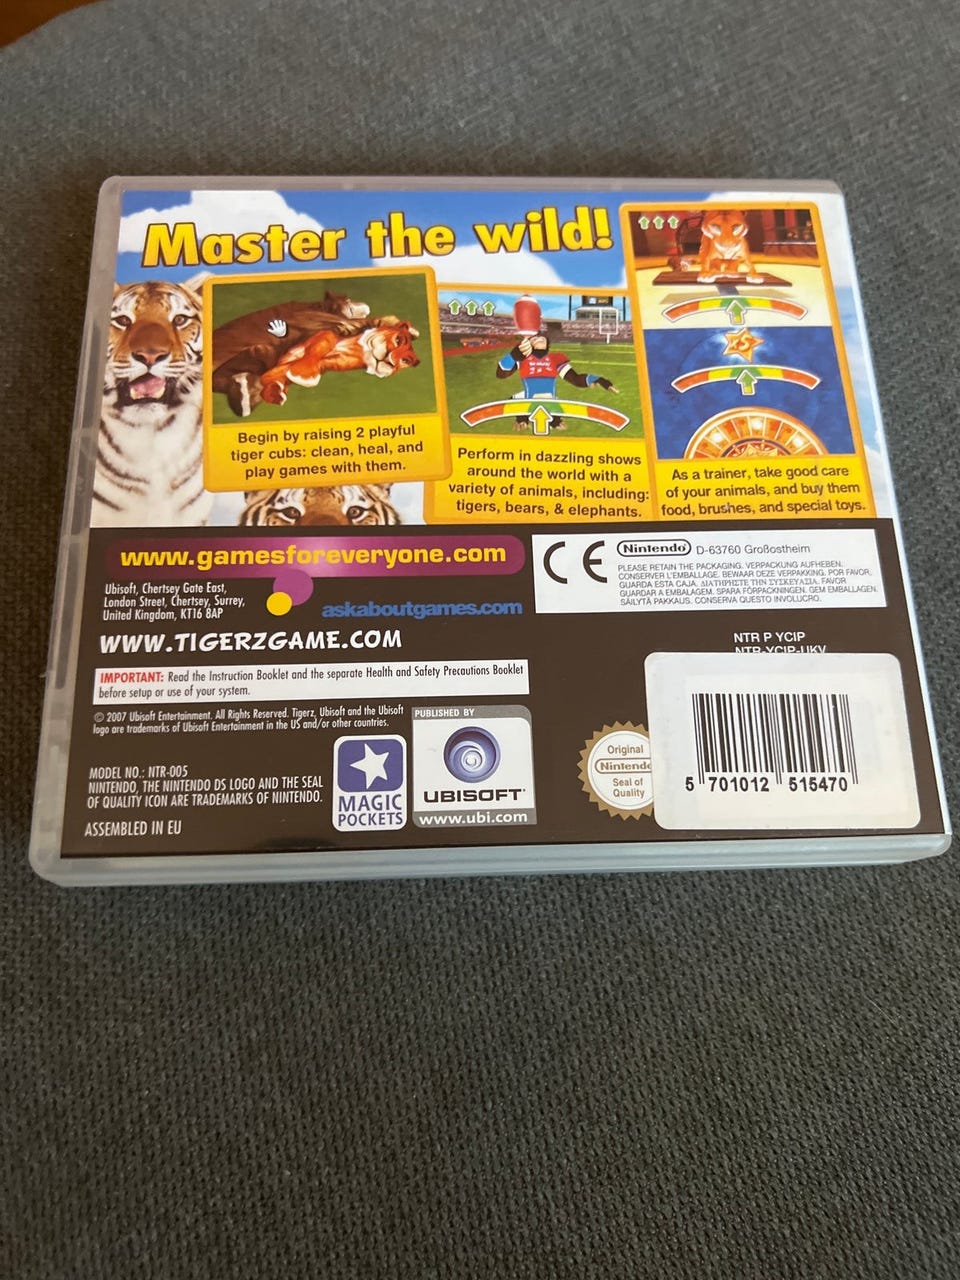 Master the wild!
Begin by raising 2 playful
tiger cubs: clean, heal, and
play games with them.
Perform in dazzling shows
around the world with a
variety of animals, including:
tigers, bears, & elephants.
x5
As a trainer, take good care
of your animals, and buy them
food, brushes, and special toys.
www.gamesforeveryone.com
Ubisoft, Chertsey Gate East,
London Street, Chertsey, Surrey,
United Kingdom, KT16 8AP
askaboutgames.com
WWW.TIGERZGAME.COM
IMPORTANT: Read the Instruction Booklet and the separate Health and Safety Precautions Booklet
before setup or use of your system.
© 2007 Ubisoft Entertainment. All Rights Reserved. Tigerz, Ubisoft and the Ubisoft
logo are trademarks of Ubisoft Entertainment in the US and/or other countries.
MODEL NO.: NTR-005
NINTENDO, THE NINTENDO DS LOGO AND THE SEAL
OF QUALITY ICON ARE TRADEMARKS OF NINTENDO.
ASSEMBLED IN EU
MAGIC
POCKETS
PUBLISHED BY
UBISOFT
www.ubi.com
CE
Nintendo D-63760 Großostheim
PLEASE RETAIN THE PACKAGING. VERPACKUNG AUFHEBEN.
CONSERVER L'EMBALLAGE. BEWAAR DEZE VERPAKKING. POR FAVOR,
GUARDA ESTA CAJA. ΔΙΑΤΗΡΗΣΤΕ ΤΗΝ ΣΥΣΚΕΥΑΣΙΑ. FAVOR
GUARDAR A EMBALAGEM. SPARA FÖRPACKNINGEN. GEM EMBALLAGEN.
SÄILYTÄ PAKKAUS. CONSERVA QUESTO INVOLUCRO.
NTR P YCIP
NTR-YCIP-UKV
Original
Nintendo
Seal of
Quality
5 701012 515470